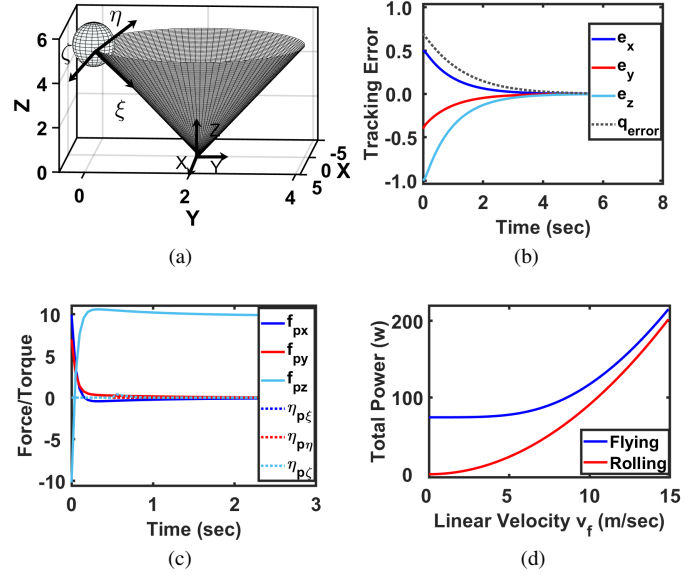 η
ζ
ξ
Z
X
Y
6
4
2
0
Z
0
2
4
Y
-5
0
5
X
(a)
1.0
0.5
0.0
-0.5
-1.0
Tracking Error
0
2
4
6
8
Time (sec)
e_x
e_y
e_z
q_error
(b)
10
5
0
-5
-10
Force/Torque
0
1
2
3
Time (sec)
f_px
f_py
f_pz
η_pξ
η_pη
η_pζ
(c)
200
100
0
Total Power (w)
0
5
10
15
Linear Velocity v_f (m/sec)
Flying
Rolling
(d)